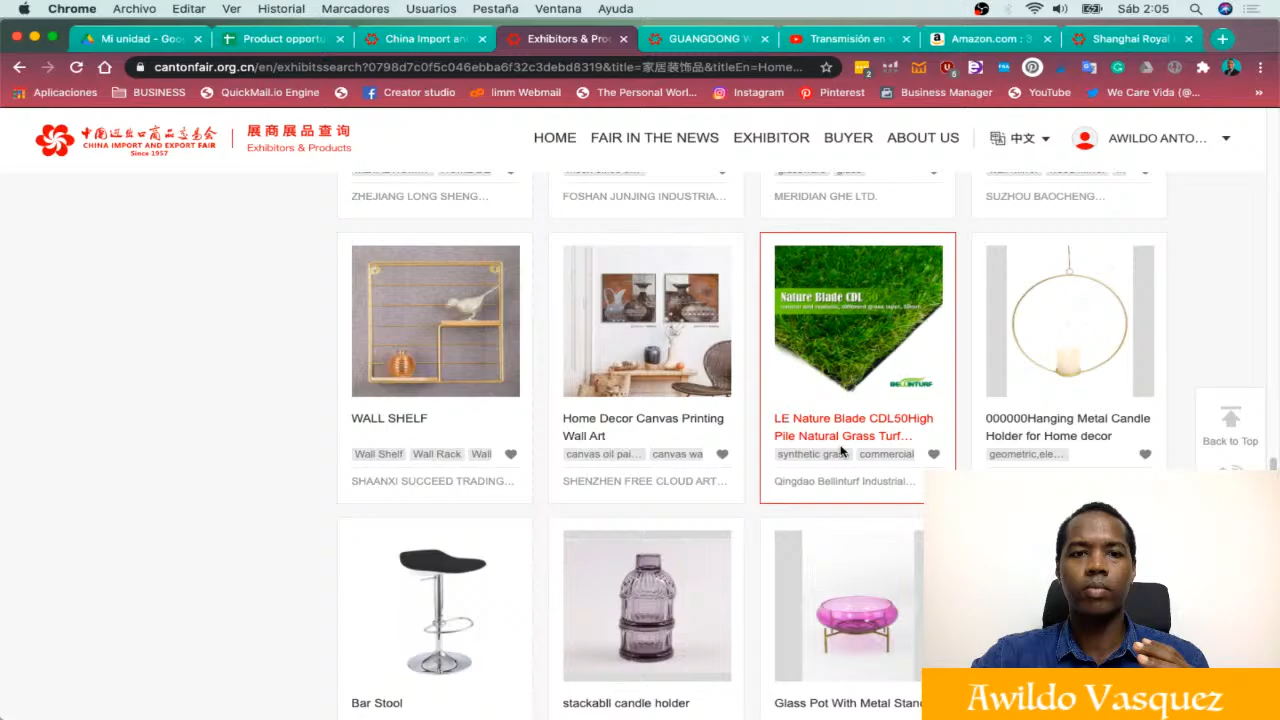 Chrome Archivo Editar Ver Historial Marcadores Usuarios Pestaña Ventana Ayuda Sáb 2:05
Mi unidad - Goo
Product opportu
China Import an
Exhibitors & Pro
GUANGDONG W
Transmisión en v
Amazon.com : 3
Shanghai Royal
cantonfair.org.cn/en/exhibitssearch?0798d7c0f5c046ebba6f32c3debd8319&title=家居装饰品&titleEn=Home...
Aplicaciones BUSINESS QuickMail.io Engine The Personal Worl... Creator studio limm Webmail Instagram Pinterest Business Manager YouTube We Care Vida (@... »
中国进出口商品交易会
CHINA IMPORT AND EXPORT FAIR
Since 1957
展商展品查询
Exhibitors & Products
HOME FAIR IN THE NEWS EXHIBITOR BUYER ABOUT US 中文 AWILDO ANTO...
ZHEJIANG LONG SHENG... FOSHAN JUNJING INDUSTRIA... MERIDIAN GHE LTD. SUZHOU BAOCHENG...
Nature Blade CDL
BELLINTURF
WALL SHELF
Wall Shelf Wall Rack Wall
SHAANXI SUCCEED TRADING...
Home Decor Canvas Printing
Wall Art
canvas oil pai... canvas wa
SHENZHEN FREE CLOUD ART...
LE Nature Blade CDL50High
Pile Natural Grass Turf...
synthetic grass commercial
Qingdao Bellinturf Industrial...
000000Hanging Metal Candle
Holder for Home decor
geometric,ele...
Back to Top
Bar Stool
stackabll candle holder
Glass Pot With Metal Stan
Awildo Vasquez